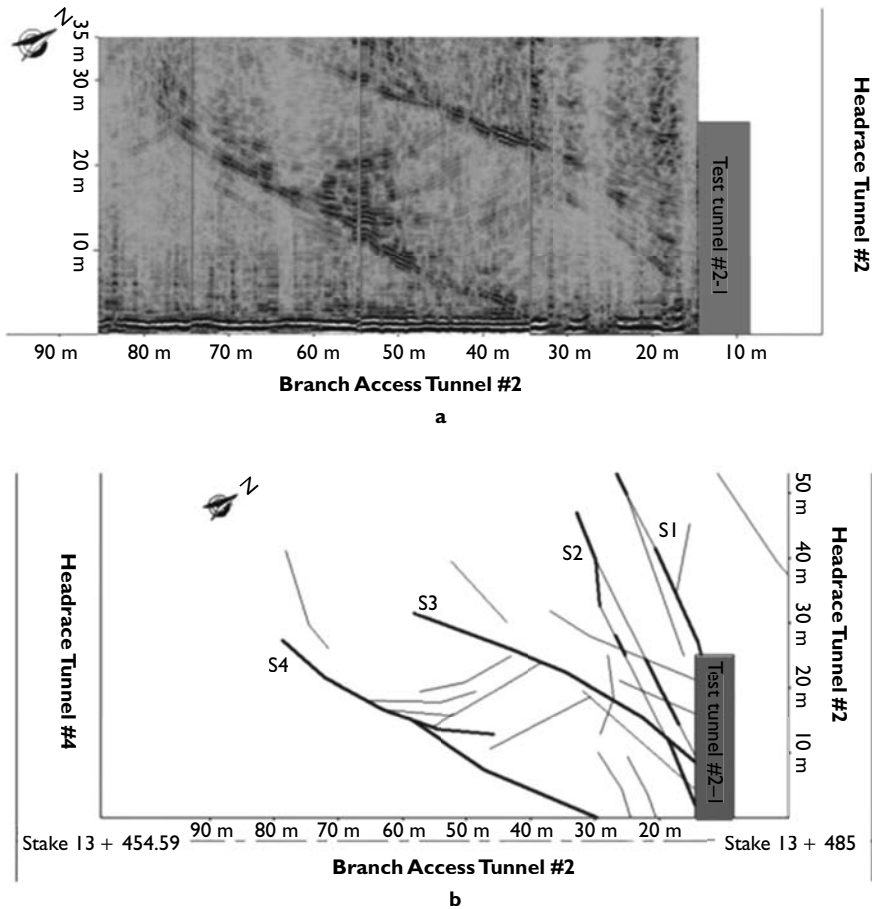 N
35 m
30 m
20 m
10 m
Test tunnel #2-1
Headrace Tunnel #2
90 m 80 m 70 m 60 m 50 m 40 m 30 m 20 m 10 m
Branch Access Tunnel #2
a
N
Headrace Tunnel #4
S1
S2
S3
S4
50 m
40 m
30 m
20 m
10 m
Test tunnel #2–1
Headrace Tunnel #2
90 m 80 m 70 m 60 m 50 m 40 m 30 m 20 m
Stake 13 + 454.59
Stake 13 + 485
Branch Access Tunnel #2
b